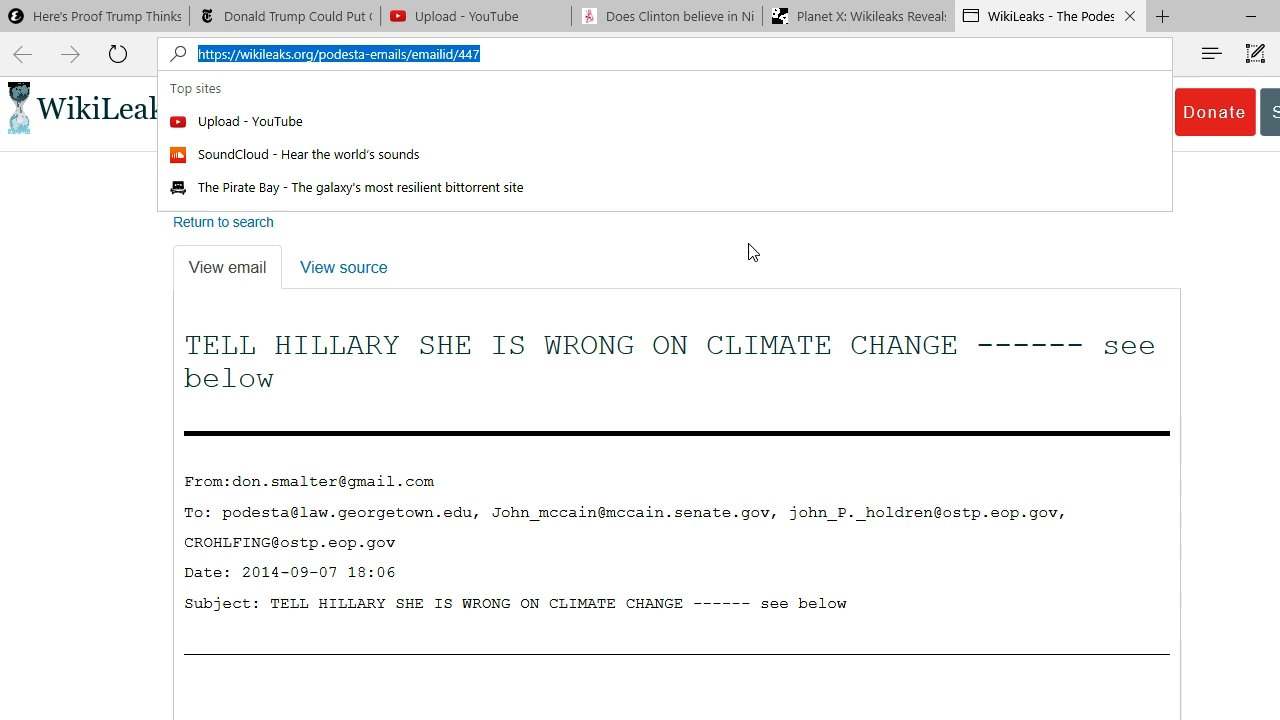 Here's Proof Trump Thinks
Donald Trump Could Put
Upload - YouTube
Does Clinton believe in Ni
Planet X: Wikileaks Reveal
WikiLeaks - The Podes
https://wikileaks.org/podesta-emails/emailid/447
Top sites
WikiLeak
Donate
S
Upload - YouTube
SoundCloud - Hear the world's sounds
The Pirate Bay - The galaxy's most resilient bittorrent site
Return to search
View email
View source
TELL HILLARY SHE IS WRONG ON CLIMATE CHANGE ------ see
below
From:don.smalter@gmail.com
To: podesta@law.georgetown.edu, John_mccain@mccain.senate.gov, john_P._holdren@ostp.eop.gov,
CROHLFING@ostp.eop.gov
Date: 2014-09-07 18:06
Subject: TELL HILLARY SHE IS WRONG ON CLIMATE CHANGE ------ see below